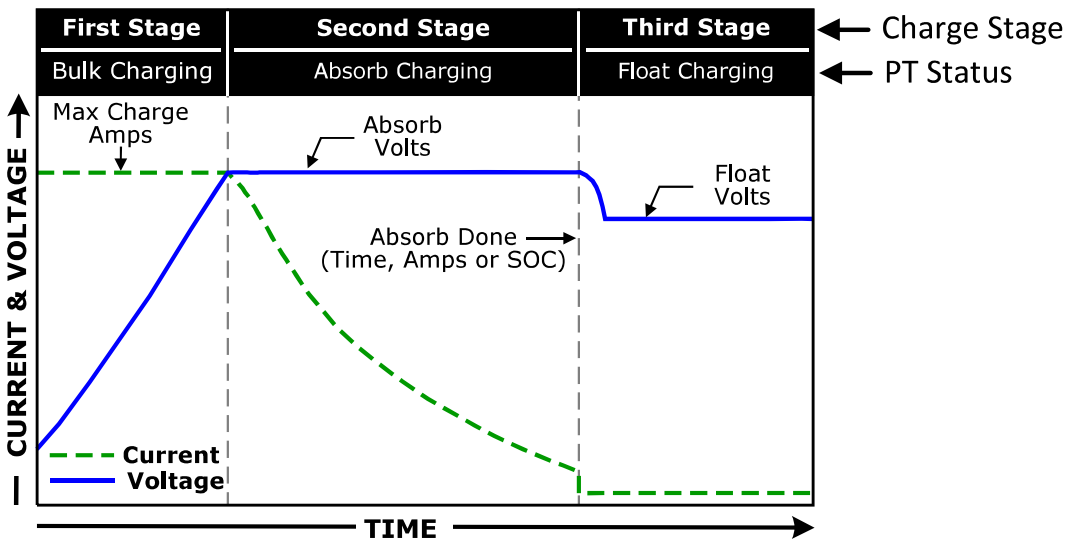 First Stage
Second Stage
Third Stage
Charge Stage
Bulk Charging
Absorb Charging
Float Charging
PT Status
Max Charge
Amps
Absorb
Volts
Float
Volts
Absorb Done
(Time, Amps or SOC)
CURRENT & VOLTAGE
Current
Voltage
TIME